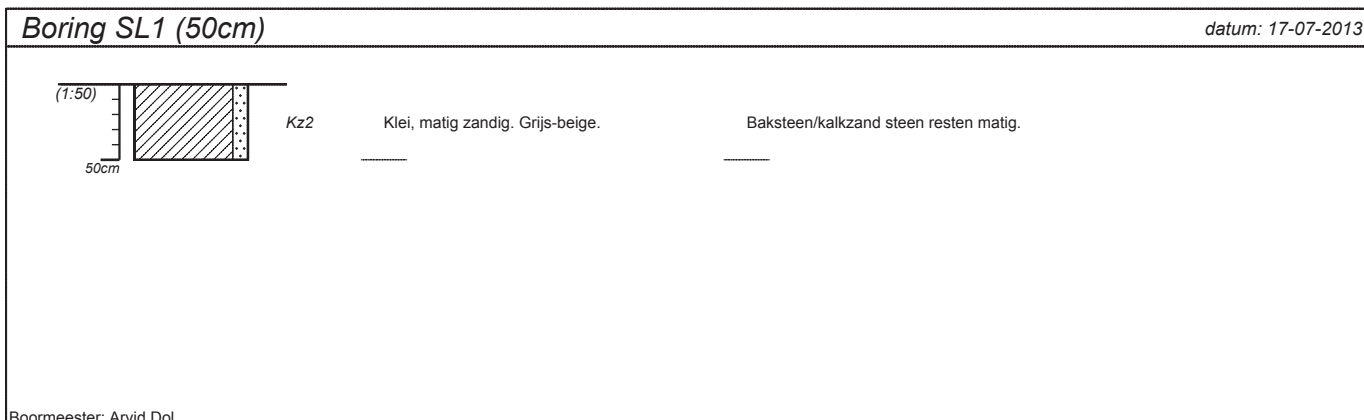 Boring SL1 (50cm) datum: 17-07-2013
(1:50)
Kz2 Klei, matig zandig. Grijs-beige. Baksteen/kalkzand steen resten matig.
50cm
Boormeester: Arvid Dol